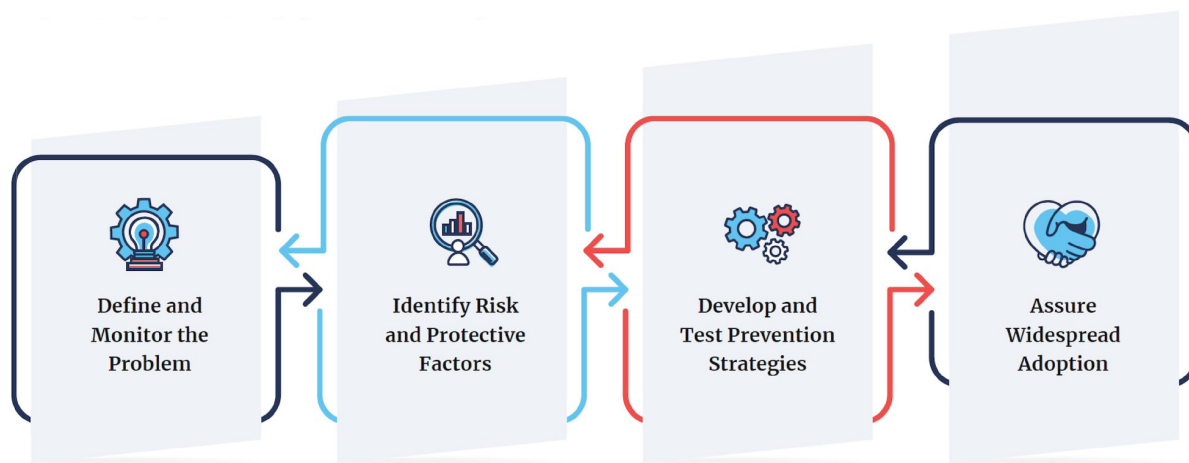 Define and
Monitor the
Problem
Identify Risk
and Protective
Factors
Develop and
Test Prevention
Strategies
Assure
Widespread
Adoption